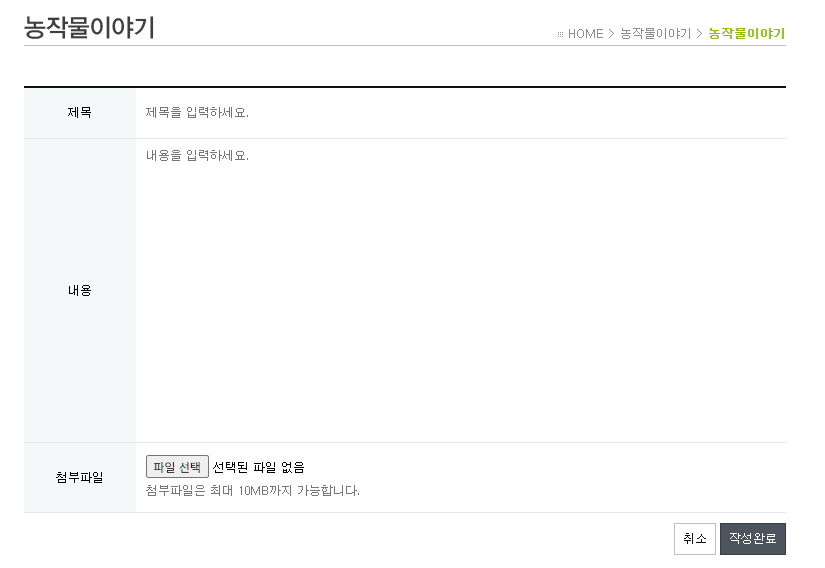 농작물이야기
HOME > 농작물이야기 > 농작물이야기
제목 제목을 입력하세요.
내용을 입력하세요.
내용
파일 선택 선택된 파일 없음
첨부파일
첨부파일은 최대 10MB까지 가능합니다.
취소 작성완료